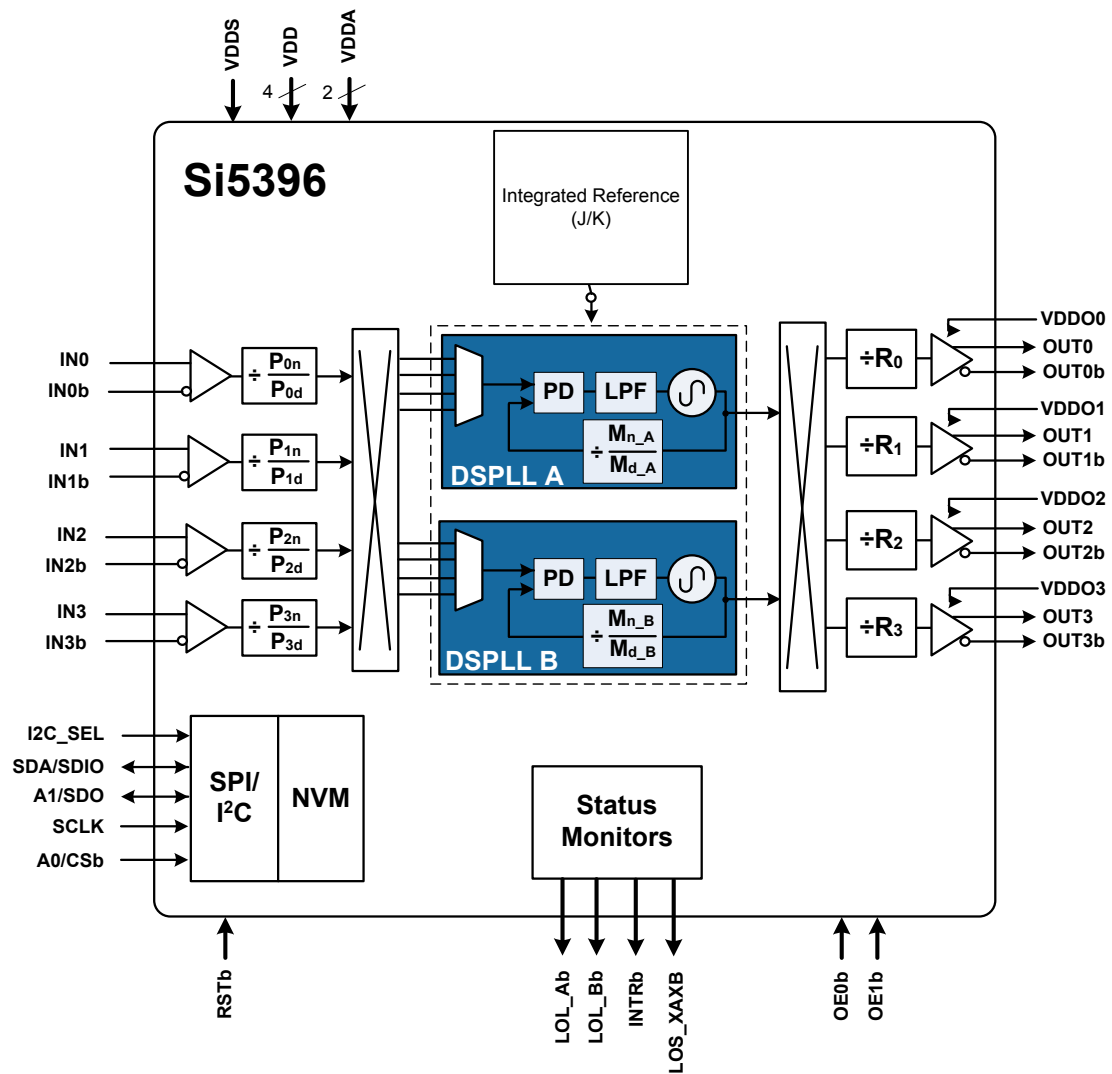 VDDS
VDD
VDDA
4
2
Si5396
Integrated Reference
(J/K)
IN0
IN0b
÷ P0n
P0d
IN1
IN1b
÷ P1n
P1d
IN2
IN2b
÷ P2n
P2d
IN3
IN3b
÷ P3n
P3d
PD
LPF
÷ Mn_A
Md_A
DSPLL A
PD
LPF
÷ Mn_B
Md_B
DSPLL B
÷R0
VDDO0
OUT0
OUT0b
÷R1
VDDO1
OUT1
OUT1b
÷R2
VDDO2
OUT2
OUT2b
÷R3
VDDO3
OUT3
OUT3b
I2C_SEL
SDA/SDIO
A1/SDO
SCLK
A0/CSb
SPI/
I²C
NVM
Status
Monitors
RSTb
LOL_Ab
LOL_Bb
INTRb
LOS_XAXB
OE0b
OE1b